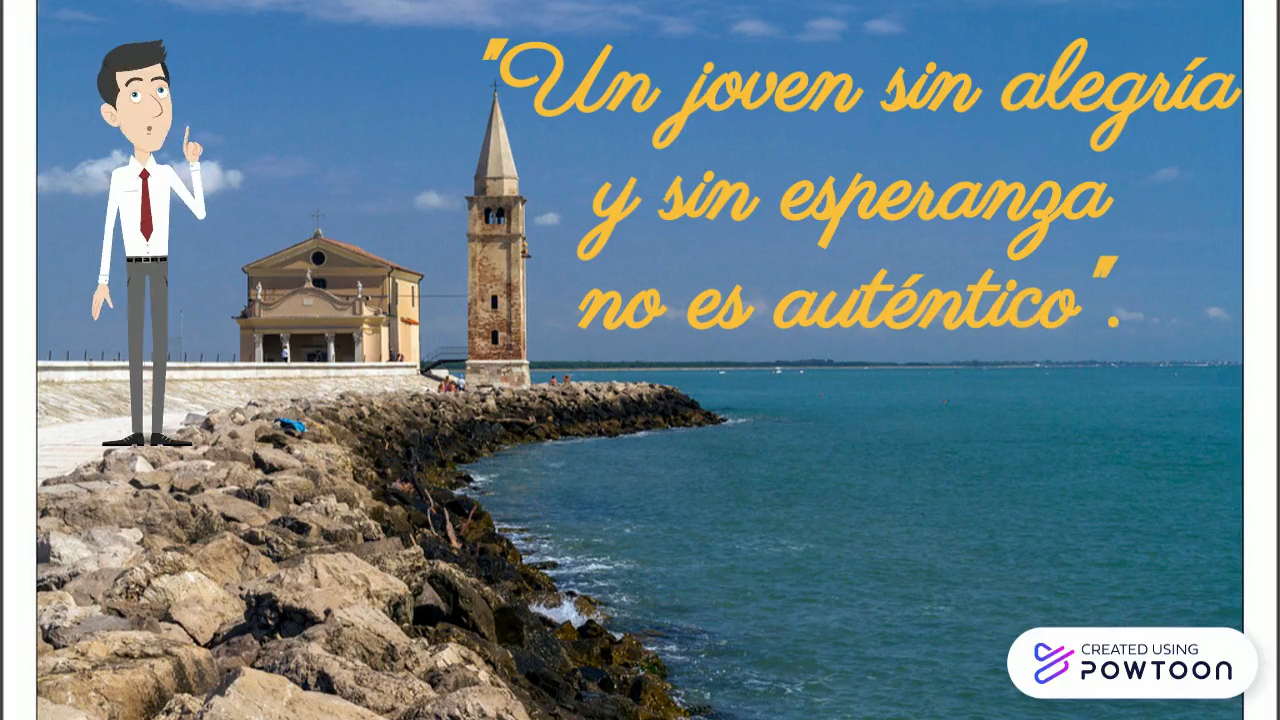 "Un joven sin alegría
y sin esperanza
no es auténtico".
CREATED USING
POWTOON